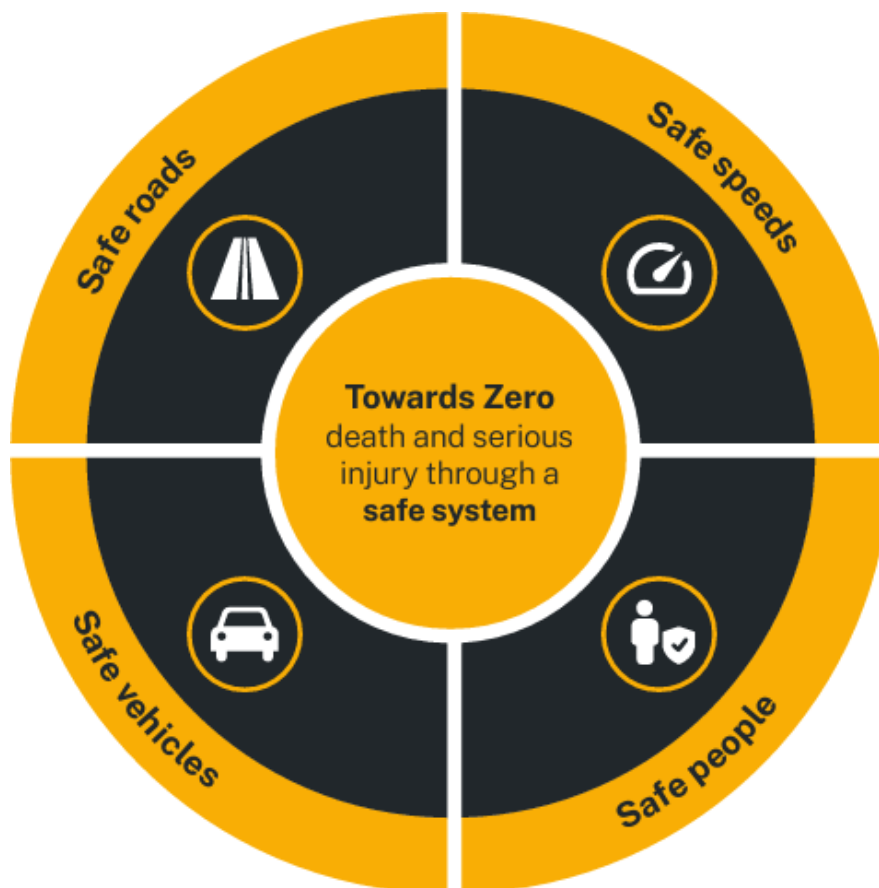 Safe roads
Safe speeds
Towards Zero
death and serious
injury through a
safe system
Safe vehicles
Safe people